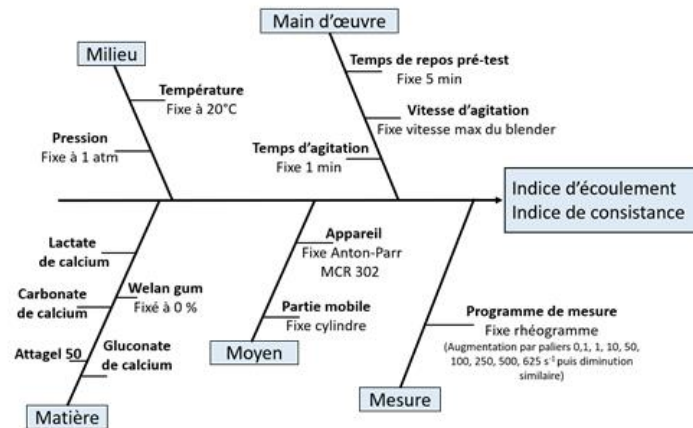 Main d’œuvre
Milieu
Temps de repos pré-test
Fixe 5 min
Température
Fixe à 20°C
Vitesse d’agitation
Fixe vitesse max du blender
Pression
Fixe à 1 atm
Temps d’agitation
Fixe 1 min
Indice d’écoulement
Indice de consistance
Lactate
de calcium
Appareil
Fixe Anton-Parr
MCR 302
Welan gum
Fixé à 0 %
Carbonate
de calcium
Partie mobile
Fixe cylindre
Programme de mesure
Fixe rhéogramme
(Augmentation par paliers 0,1, 1, 10, 50,
100, 250, 500, 625 s⁻¹ puis diminution
similaire)
Attagel 50
Gluconate
de calcium
Moyen
Mesure
Matière